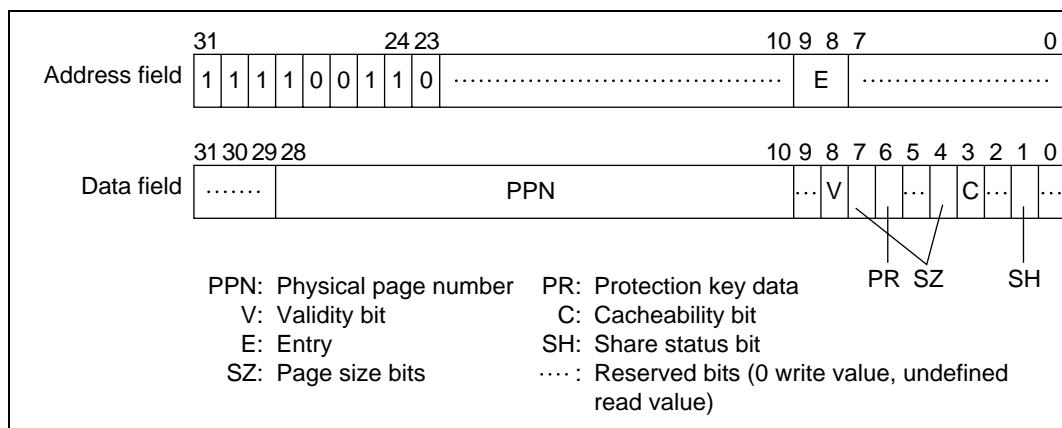 31 24 23 10 9 8 7 0
Address field 1 1 1 1 0 0 1 1 0 ........................ E ....................
31 30 29 28 10 9 8 7 6 5 4 3 2 1 0
Data field ....... PPN ... V ... C ... ...
PR SZ SH
PPN: Physical page number PR: Protection key data
V: Validity bit C: Cacheability bit
E: Entry SH: Share status bit
SZ: Page size bits ....: Reserved bits (0 write value, undefined
read value)